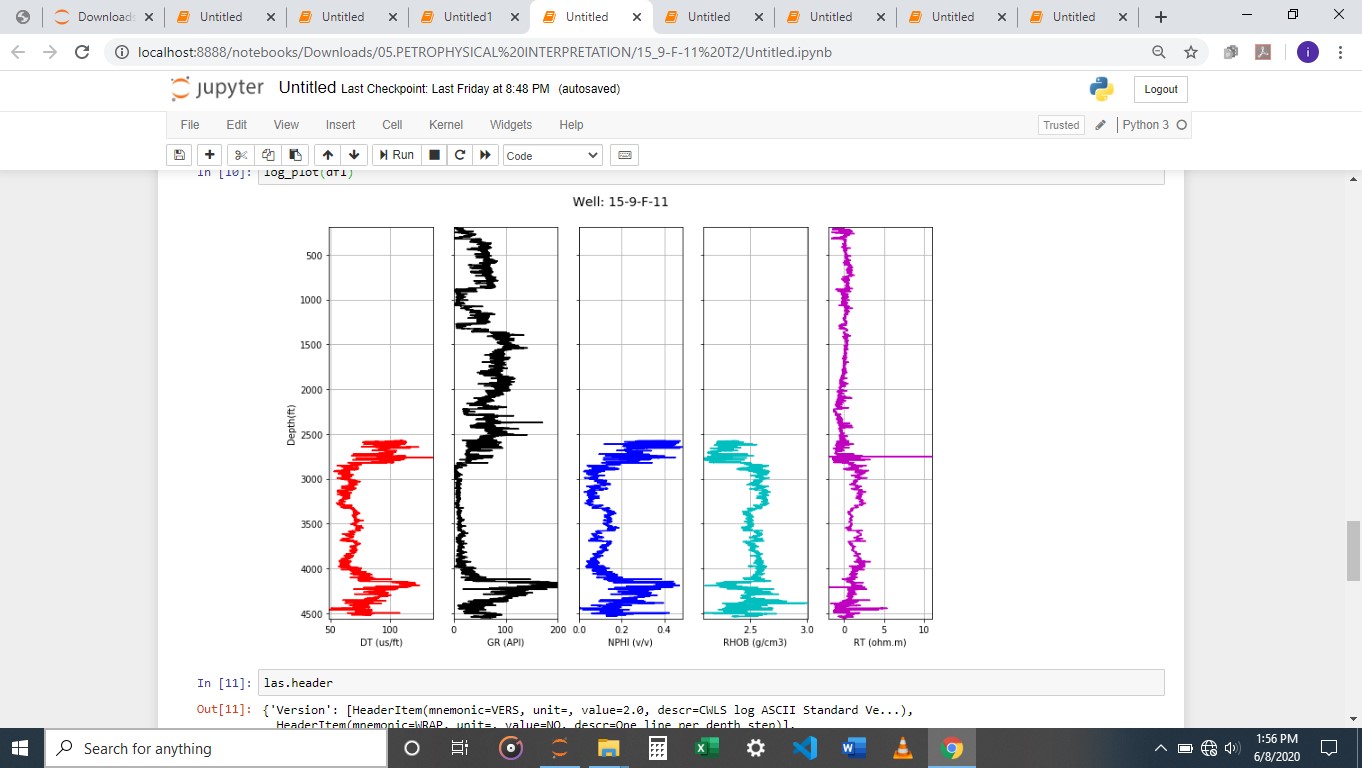 Downloads
Untitled
Untitled
Untitled1
Untitled
Untitled
Untitled
Untitled
Untitled
localhost:8888/notebooks/Downloads/05.PETROPHYSICAL%20INTERPRETATION/15_9-F-11%20T2/Untitled.ipynb
i
jupyter Untitled Last Checkpoint: Last Friday at 8:48 PM (autosaved)
Logout
File Edit View Insert Cell Kernel Widgets Help
Trusted
Python 3
Run
Code
In [10]: log_plot(df1)
Well: 15-9-F-11
Depth(ft)
500
1000
1500
2000
2500
3000
3500
4000
4500
50 100
DT (us/ft)
0 100 200
GR (API)
0.0 0.2 0.4
NPHI (v/v)
2.5 3.0
RHOB (g/cm3)
0 5 10
RT (ohm.m)
In [11]: las.header
Out[11]: {'Version': [HeaderItem(mnemonic=VERS, unit=, value=2.0, descr=CWLS log ASCII Standard Ve...),
HeaderItem(mnemonic=WRAP, unit=, value=NO, descr=One line per depth step)],
Search for anything
1:56 PM
6/8/2020